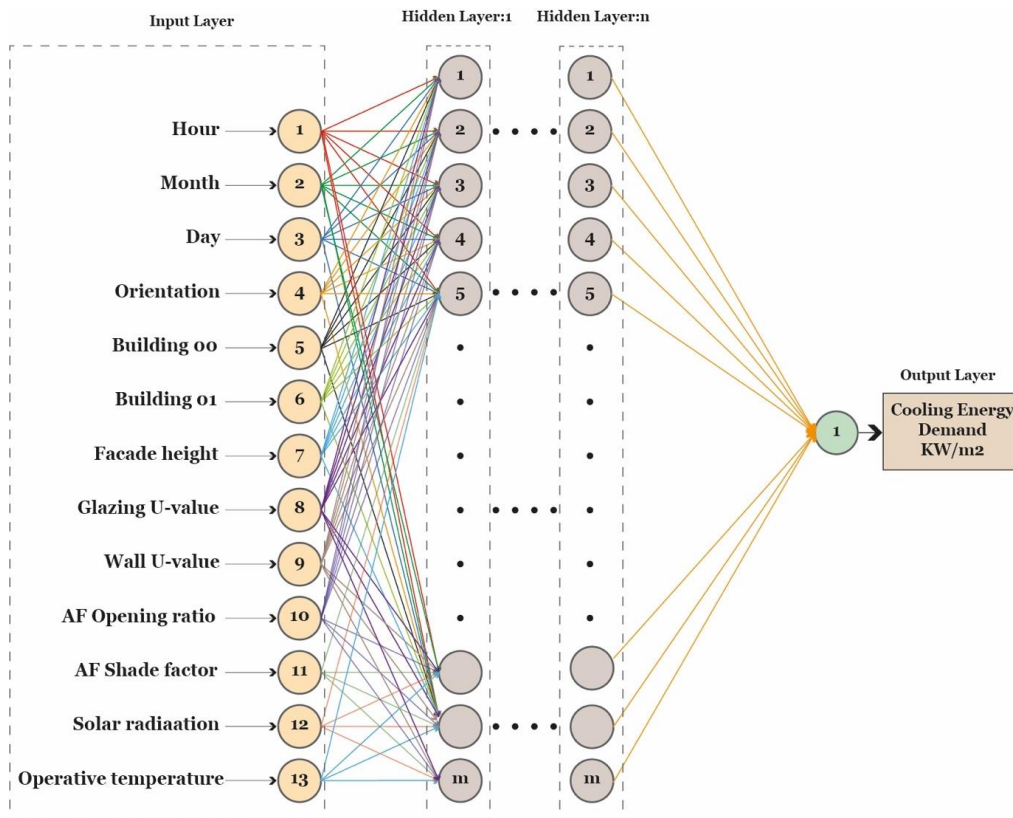 Input Layer
Hidden Layer:1
Hidden Layer:n
Hour 1
Month 2
Day 3
Orientation 4
Building 00 5
Building 01 6
Facade height 7
Glazing U-value 8
Wall U-value 9
AF Opening ratio 10
AF Shade factor 11
Solar radiaation 12
Operative temperature 13
1
2
3
4
5
m
1
2
3
4
5
m
1
Output Layer
Cooling Energy
Demand
KW/m2